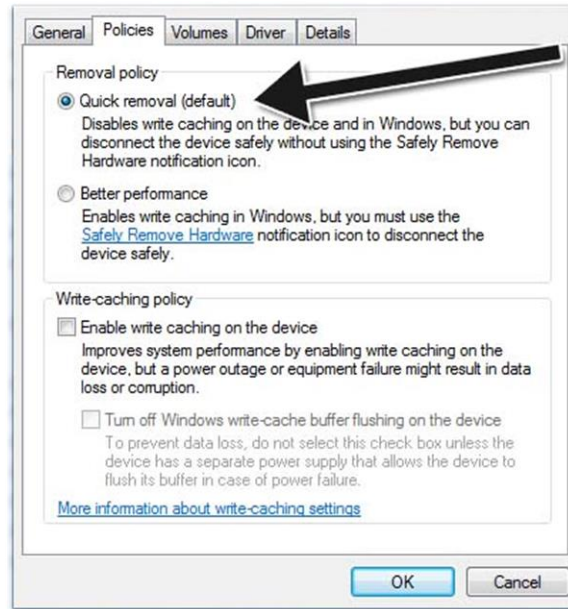 General Policies Volumes Driver Details
Removal policy
Quick removal (default)
Disables write caching on the device and in Windows, but you can
disconnect the device safely without using the Safely Remove
Hardware notification icon.
Better performance
Enables write caching in Windows, but you must use the
Safely Remove Hardware notification icon to disconnect the
device safely.
Write-caching policy
Enable write caching on the device
Improves system performance by enabling write caching on the
device, but a power outage or equipment failure might result in data
loss or corruption.
Turn off Windows write-cache buffer flushing on the device
To prevent data loss, do not select this check box unless the
device has a separate power supply that allows the device to
flush its buffer in case of power failure.
More information about write-caching settings
OK Cancel